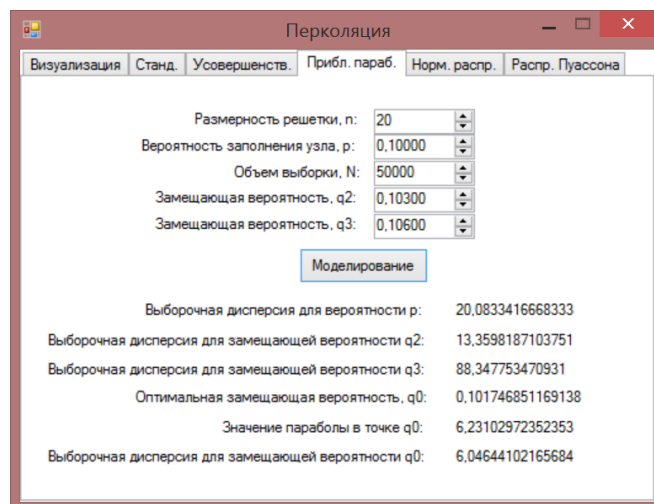 Перколяция
Визуализация Станд. Усовершенств. Прибл. параб. Норм. распр. Распр. Пуассона
Размерность решетки, n: 20
Вероятность заполнения узла, p: 0,10000
Объем выборки, N: 50000
Замещающая вероятность, q2: 0,10300
Замещающая вероятность, q3: 0,10600
Моделирование
Выборочная дисперсия для вероятности p: 20,0833416668333
Выборочная дисперсия для замещающей вероятности q2: 13,3598187103751
Выборочная дисперсия для замещающей вероятности q3: 88,347753470931
Оптимальная замещающая вероятность, q0: 0,101746851169138
Значение параболы в точке q0: 6,23102972352353
Выборочная дисперсия для замещающей вероятности q0: 6,04644102165684